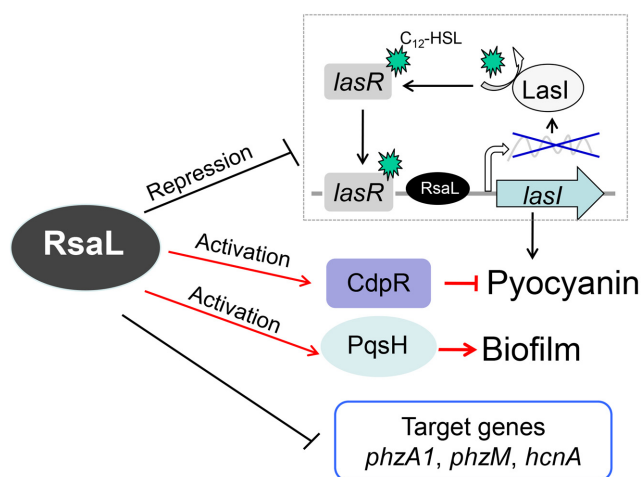 C12-HSL
lasR
LasI
Repression
lasR
RsaL
lasI
RsaL
Activation
CdpR
Pyocyanin
Activation
PqsH
Biofilm
Target genes
phzA1, phzM, hcnA